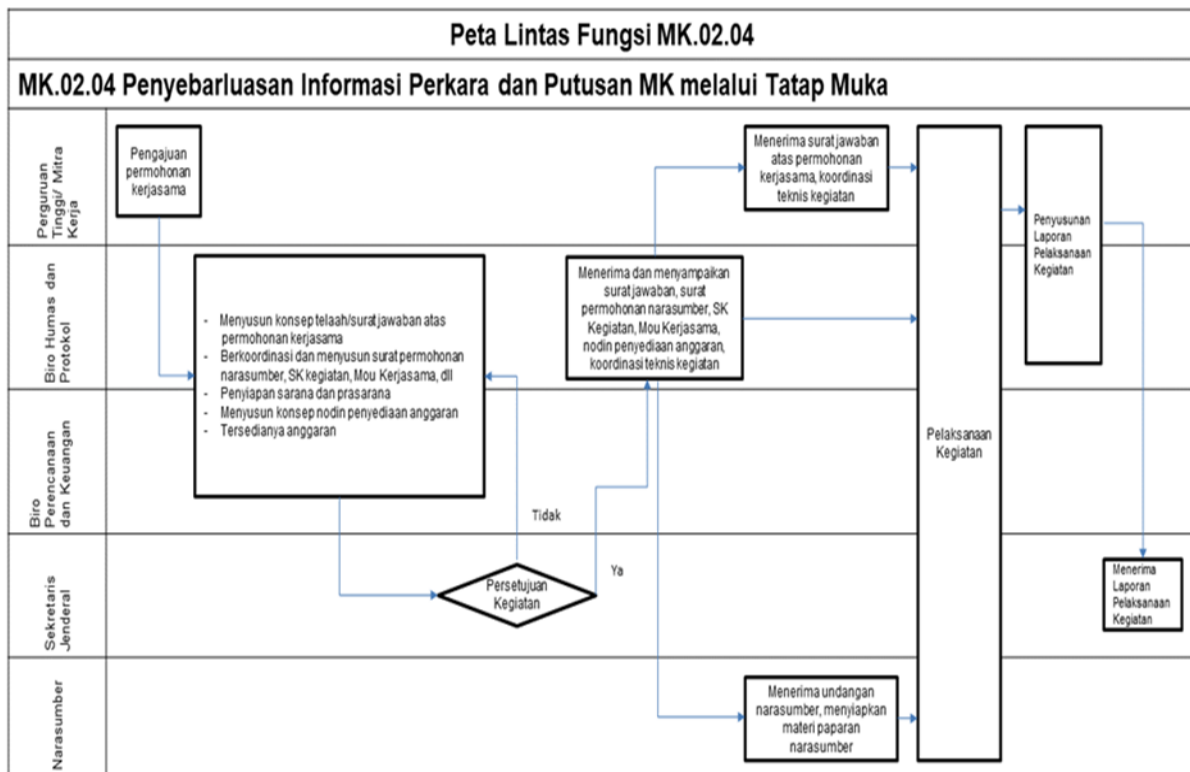 Peta Lintas Fungsi MK.02.04
MK.02.04 Penyebarluasan Informasi Perkara dan Putusan MK melalui Tatap Muka
Perguruan
Tinggi/ Mitra
Kerja
Pengajuan
permohonan
kerjasama
Menerima surat jawaban
atas permohonan
kerjasama, koordinasi
teknis kegiatan
Penyusunan
Laporan
Pelaksanaan
Kegiatan
Biro Humas dan
Protokol
- Menyusun konsep telaah/surat jawaban atas
permohonan kerjasama
- Berkoordinasi dan menyusun surat permohonan
narasumber, SK kegiatan, Mou Kerjasama, dll
- Penyiapan sarana dan prasarana
- Menyusun konsep nodin penyediaan anggaran
- Tersedianya anggaran
Menerima dan menyampaikan
surat jawaban, surat
permohonan narasumber, SK
Kegiatan, Mou Kerjasama,
nodin penyediaan anggaran,
koordinasi teknis kegiatan
Biro
Perencanaan
dan Keuangan
Pelaksanaan
Kegiatan
Tidak
Ya
Sekretaris
Jenderal
Persetujuan
Kegiatan
Menerima
Laporan
Pelaksanaan
Kegiatan
Narasumber
Menerima undangan
narasumber, menyiapkan
materi paparan
narasumber